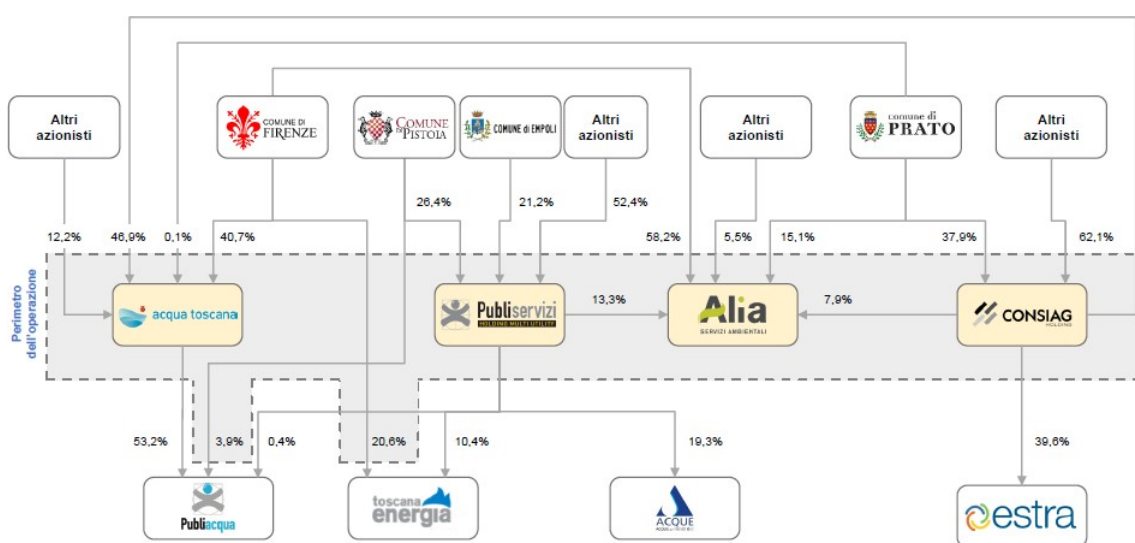 Altri
azionisti
COMUNE DI
FIRENZE
COMUNE
DI PISTOIA
COMUNE di EMPOLI
Altri
azionisti
Altri
azionisti
comune di
PRATO
Altri
azionisti
26,4%
21,2%
52,4%
12,2%
46,9%
0,1%
40,7%
58,2%
5,5%
15,1%
37,9%
62,1%
Perimetro
dell'operazione
acqua toscana
Publiservizi
HOLDING MULTIUTILITY
13,3%
Alia
SERVIZI AMBIENTALI
7,9%
CONSIAG
HOLDING
53,2%
3,9%
0,4%
20,6%
10,4%
19,3%
39,6%
Publiacqua
toscana
energia
ACQUE
estra